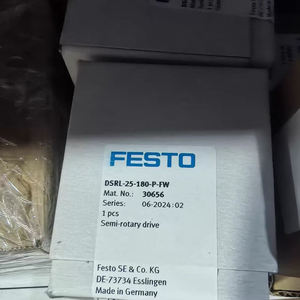 FESTO
DSRL-25-180-P-FW
Mat. No.: 30656
Series: 06-2024:02
1 pcs
Semi-rotary drive
Festo SE & Co. KG
DE-73734 Esslingen
Made in Germany